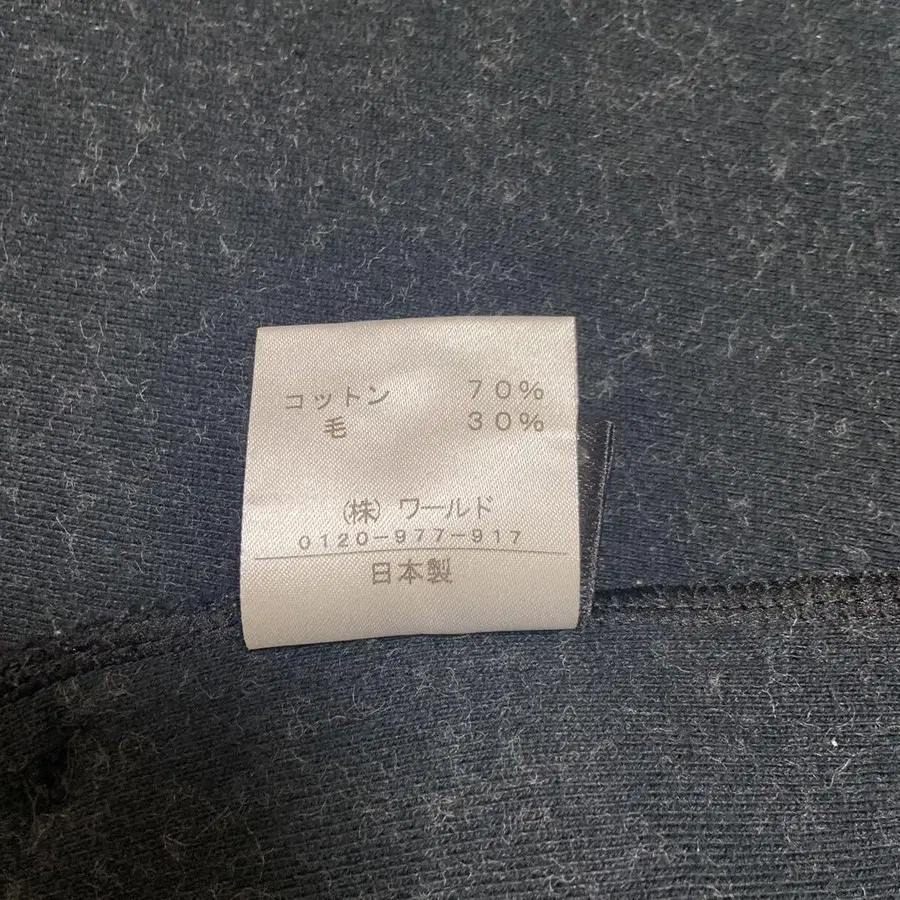 コットン 70%
毛 30%
(株)ワールド
0120-977-917
日本製